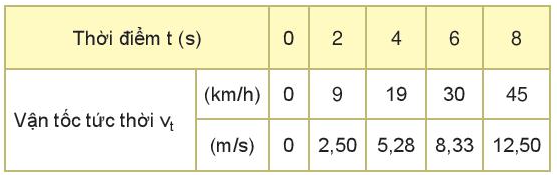 Thời điểm t (s) 0 2 4 6 8
Vận tốc tức thời vt (km/h) 0 9 19 30 45
(m/s) 0 2,50 5,28 8,33 12,50